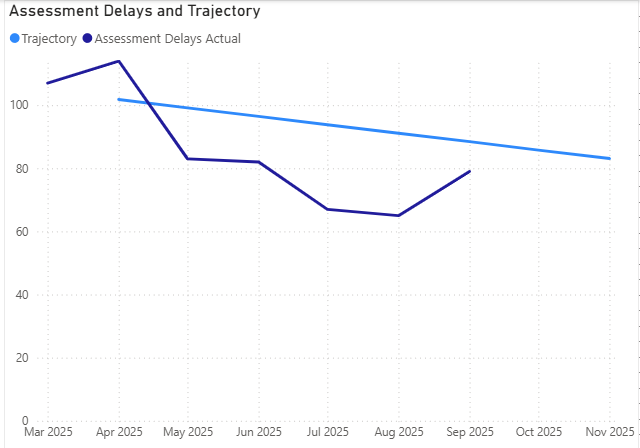 Assessment Delays and Trajectory
Trajectory Assessment Delays Actual
100
80
60
40
20
0
Mar 2025 Apr 2025 May 2025 Jun 2025 Jul 2025 Aug 2025 Sep 2025 Oct 2025 Nov 2025